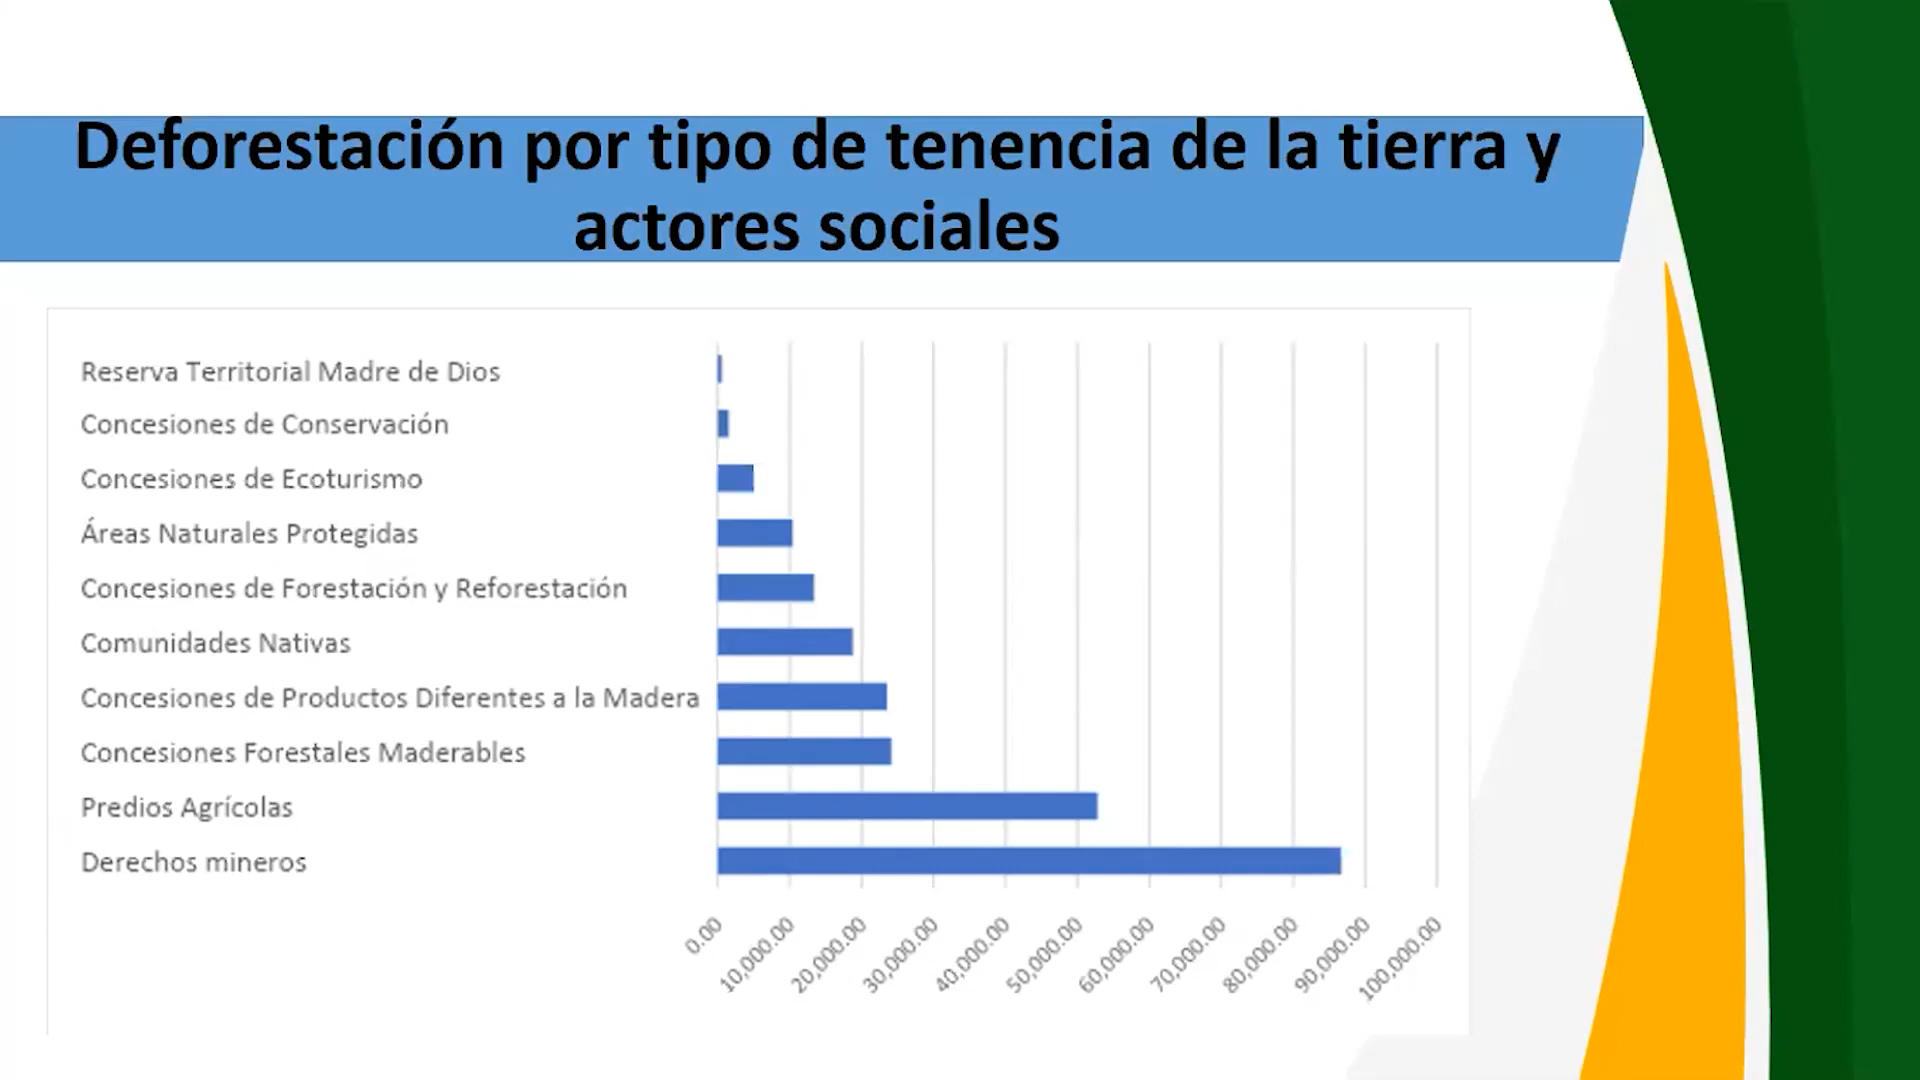 Deforestación por tipo de tenencia de la tierra y
actores sociales
Reserva Territorial Madre de Dios
Concesiones de Conservación
Concesiones de Ecoturismo
Áreas Naturales Protegidas
Concesiones de Forestación y Reforestación
Comunidades Nativas
Concesiones de Productos Diferentes a la Madera
Concesiones Forestales Maderables
Predios Agrícolas
Derechos mineros
0.00
10,000.00
20,000.00
30,000.00
40,000.00
50,000.00
60,000.00
70,000.00
80,000.00
90,000.00
100,000.00